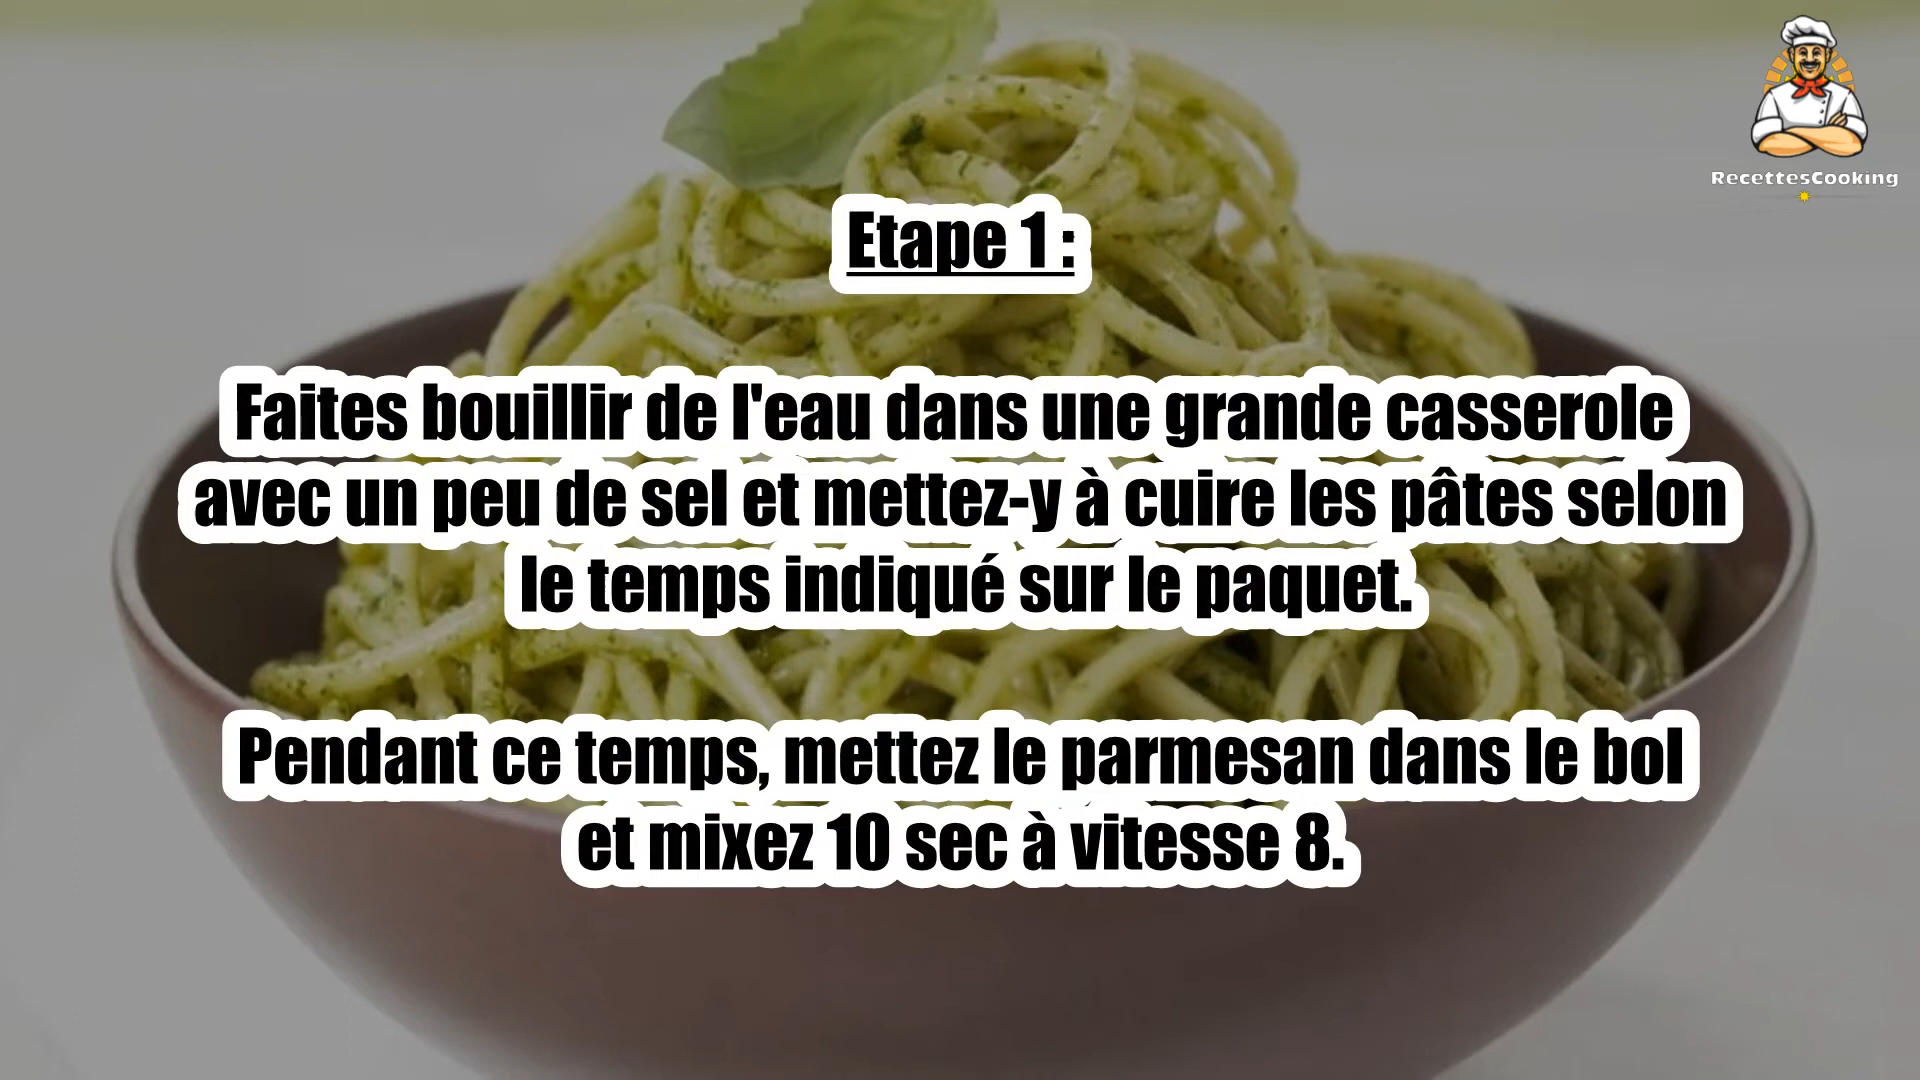 RecettesCooking
Etape 1 :
Faites bouillir de l'eau dans une grande casserole
avec un peu de sel et mettez-y à cuire les pâtes selon
le temps indiqué sur le paquet.
Pendant ce temps, mettez le parmesan dans le bol
et mixez 10 sec à vitesse 8.